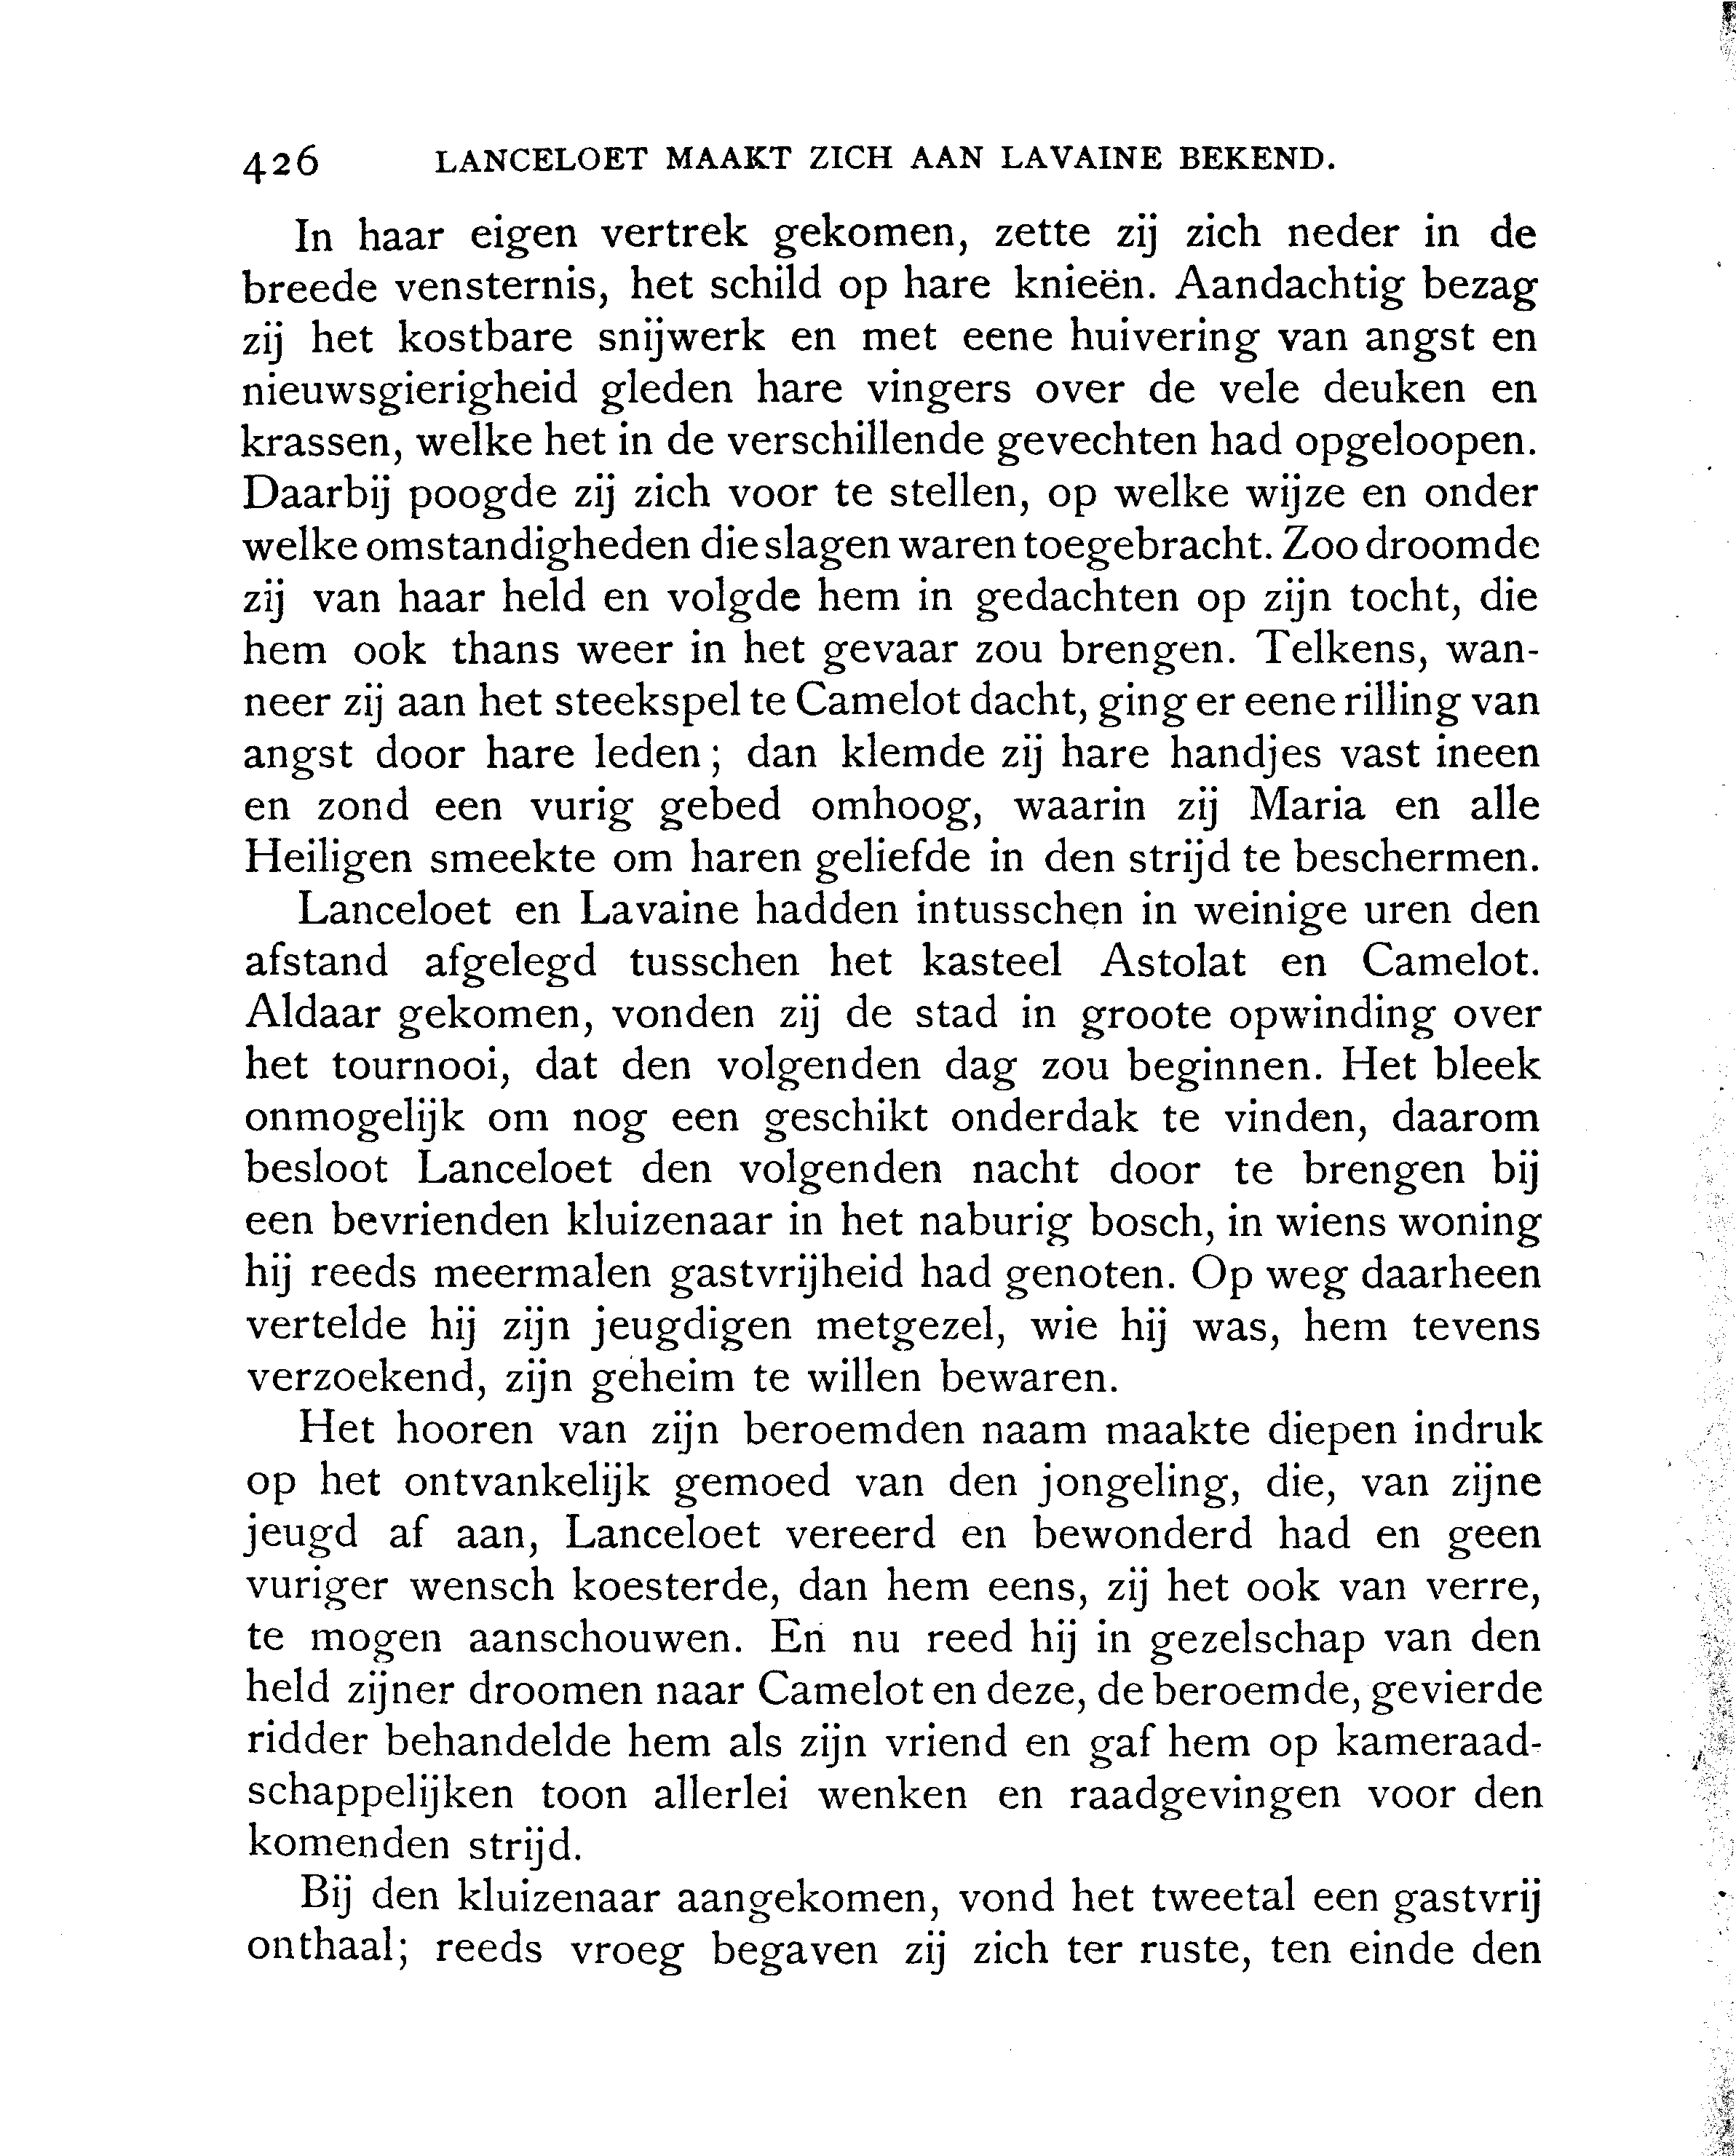 426 LANCELOET MAAKT ZICH AAN LAVAINE BEKEND.
In haar eigen vertrek gekomen, zette zij zich neder in de
breede vensternis, het schild op hare knieën. Aandachtig bezag
zij het kostbare snijwerk en met eene huivering van angst en
nieuwsgierigheid gleden hare vingers over de vele deuken en
krassen, welke het in de verschillende gevechten had opgeloopen.
Daarbij poogde zij zich voor te stellen, op welke wijze en onder
welke omstandigheden die slagen waren toegebracht. Zoo droomde
zij van haar held en volgde hem in gedachten op zijn tocht, die
hem ook thans weer in het gevaar zou brengen. Telkens, wan-
neer zij aan het steekspel te Camelot dacht, ging er eene rilling van
angst door hare leden; dan klemde zij hare handjes vast ineen
en zond een vurig gebed omhoog, waarin zij Maria en alle
Heiligen smeekte om haren geliefde in den strijd te beschermen.
Lanceloet en Lavaine hadden intusschen in weinige uren den
afstand afgelegd tusschen het kasteel Astolat en Camelot.
Aldaar gekomen, vonden zij de stad in groote opwinding over
het tournooi, dat den volgenden dag zou beginnen. Het bleek
onmogelijk om nog een geschikt onderdak te vinden, daarom
besloot Lanceloet den volgenden nacht door te brengen bij
een bevrienden kluizenaar in het naburig bosch, in wiens woning
hij reeds meermalen gastvrijheid had genoten. Op weg daarheen
vertelde hij zijn jeugdigen metgezel, wie hij was, hem tevens
verzoekend, zijn geheim te willen bewaren.
Het hooren van zijn beroemden naam maakte diepen indruk
op het ontvankelijk gemoed van den jongeling, die, van zijne
jeugd af aan, Lanceloet vereerd en bewonderd had en geen
vuriger wensch koesterde, dan hem eens, zij het ook van verre,
te mogen aanschouwen. En nu reed hij in gezelschap van den
held zijner droomen naar Camelot en deze, de beroemde, gevierde
ridder behandelde hem als zijn vriend en gaf hem op kameraad-
schappelijken toon allerlei wenken en raadgevingen voor den
komenden strijd.
Bij den kluizenaar aangekomen, vond het tweetal een gastvrij
onthaal; reeds vroeg begaven zij zich ter ruste, ten einde den